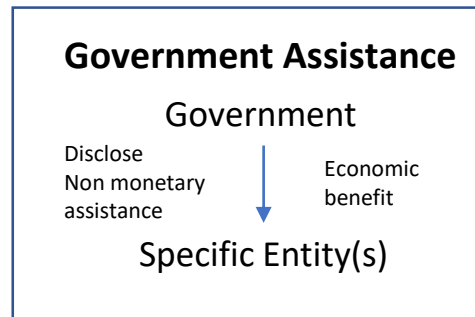 Government Assistance
Government
Disclose
Non monetary
assistance
Economic
benefit
Specific Entity(s)